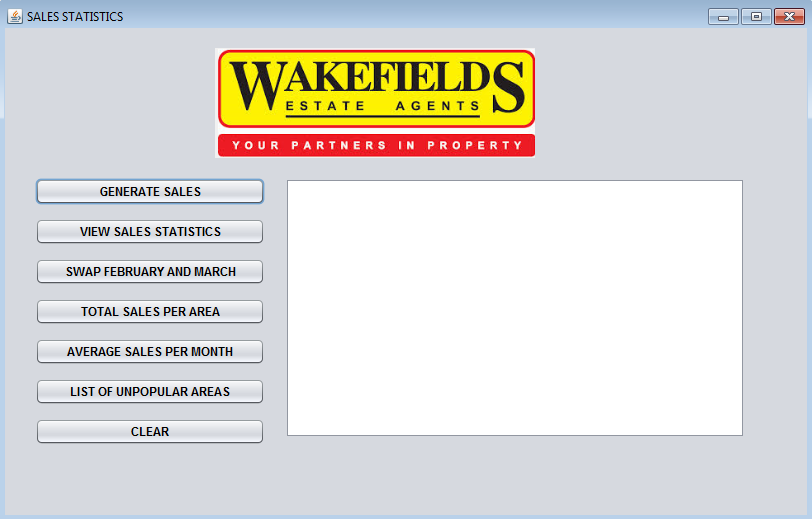 SALES STATISTICS
WAKEFIELDS
ESTATE AGENTS
YOUR PARTNERS IN PROPERTY
GENERATE SALES
VIEW SALES STATISTICS
SWAP FEBRUARY AND MARCH
TOTAL SALES PER AREA
AVERAGE SALES PER MONTH
LIST OF UNPOPULAR AREAS
CLEAR